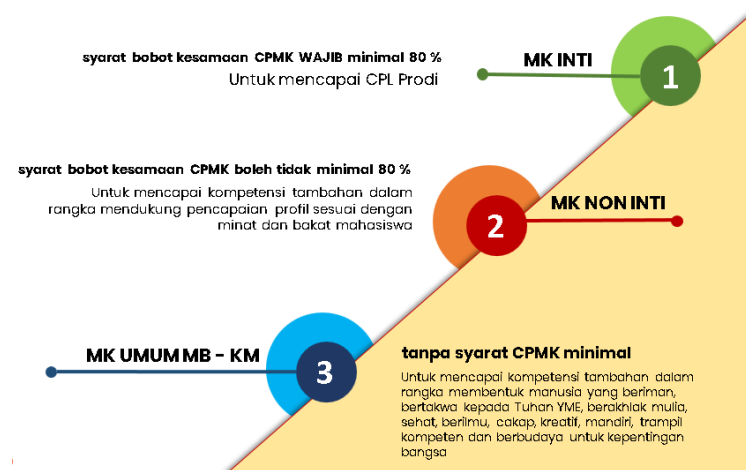 syarat bobot kesamaan CPMK WAJIB minimal 80 %
Untuk mencapai CPL Prodi
MK INTI
1
syarat bobot kesamaan CPMK boleh tidak minimal 80 %
Untuk mencapai kompetensi tambahan dalam
rangka mendukung pencapaian profil sesuai dengan
minat dan bakat mahasiswa
2
MK NON INTI
MK UMUM MB - KM
3
tanpa syarat CPMK minimal
Untuk mencapai kompetensi tambahan dalam
rangka membentuk manusia yang beriman,
bertakwa kepada Tuhan YME, berakhlak mulia,
sehat, berilmu, cakap, kreatif, mandiri, trampil
kompeten dan berbudaya untuk kepentingan
bangsa